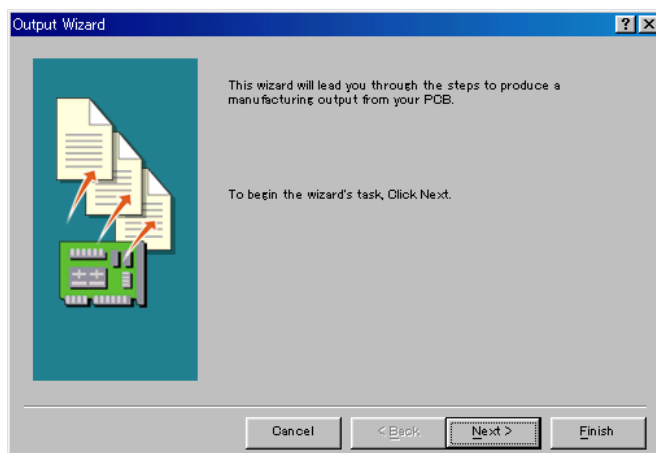 Output Wizard
This wizard will lead you through the steps to produce a
manufacturing output from your PCB.
To begin the wizard's task, Click Next.
Cancel
< Back
Next >
Finish